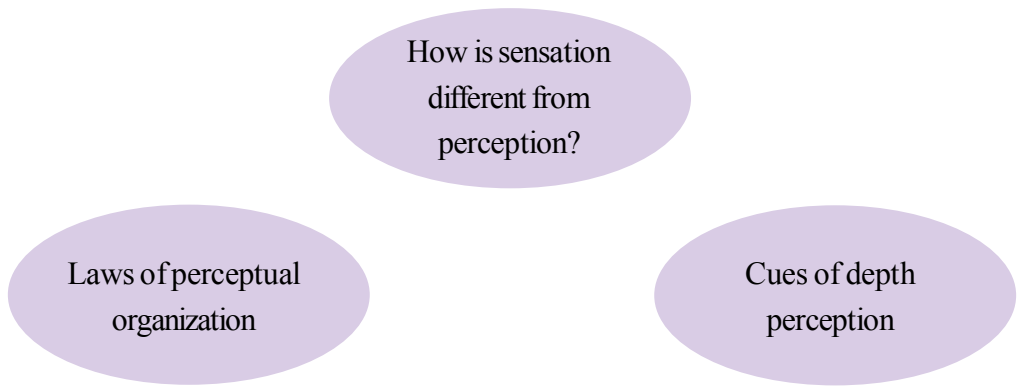 How is sensation
different from
perception?
Laws of perceptual
organization
Cues of depth
perception